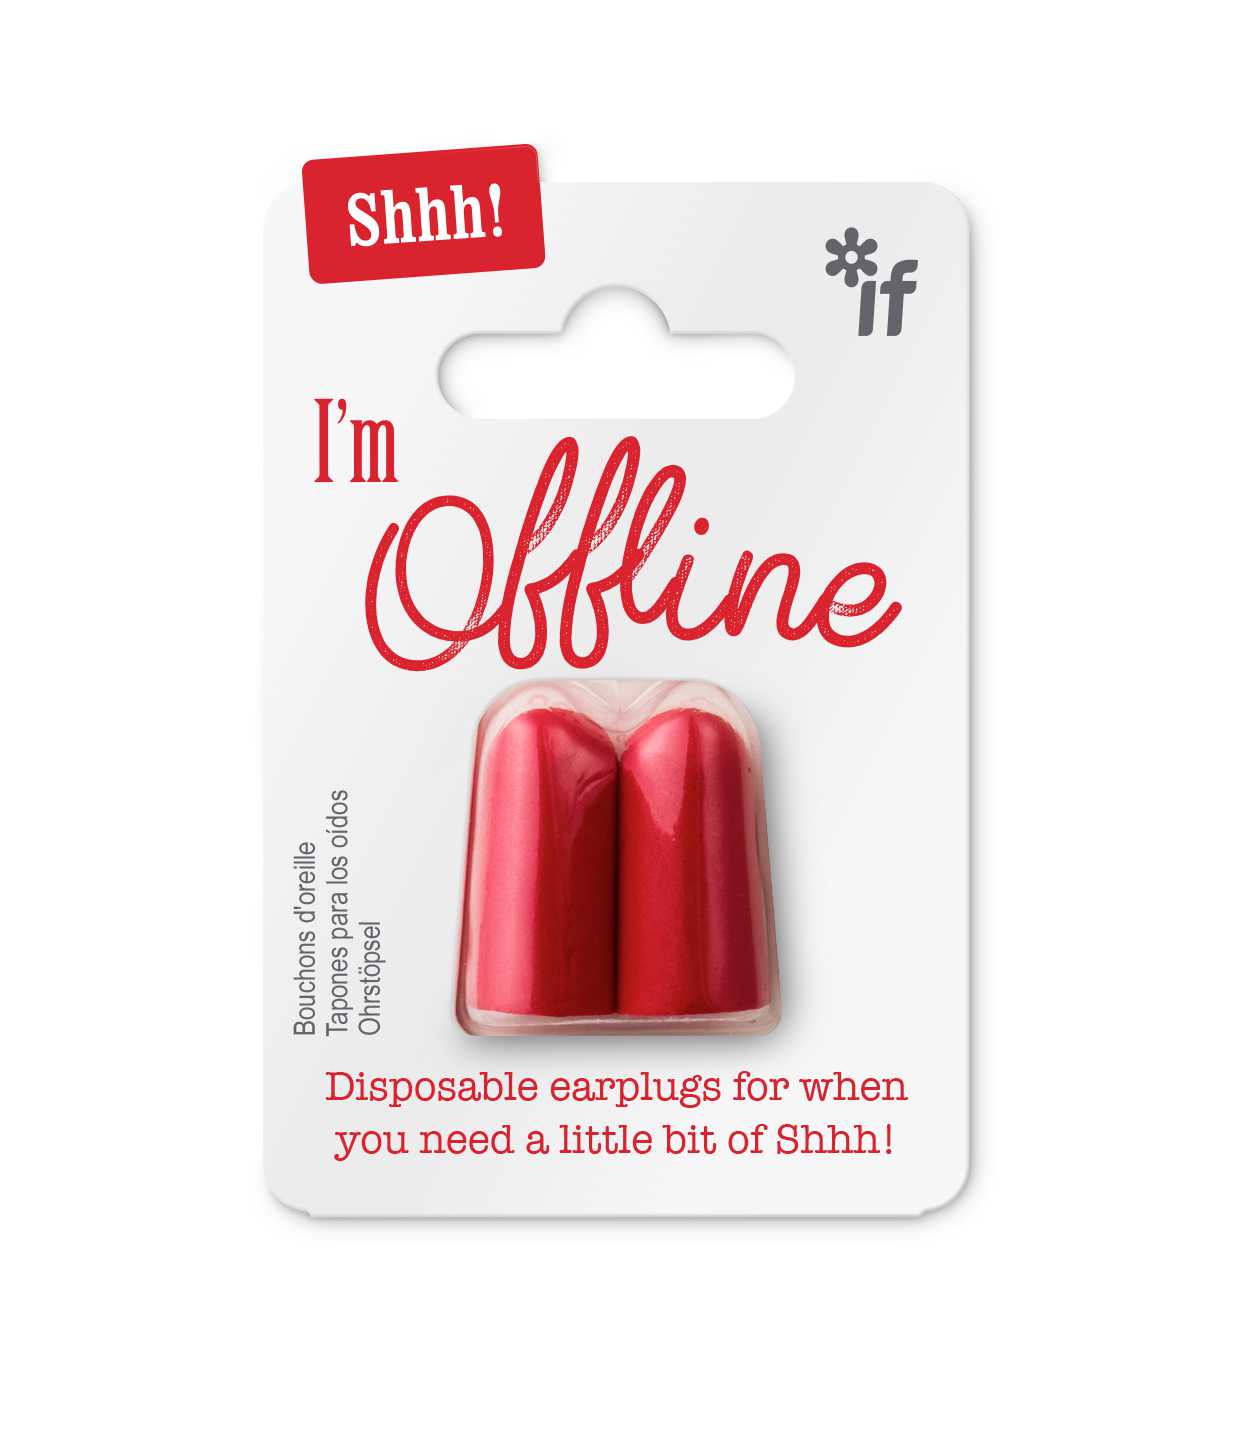 Shhh!
*if
I'm
Offline
Bouchons d'oreille
Tapones para los oídos
Ohrstöpsel
Disposable earplugs for when
you need a little bit of Shhh!